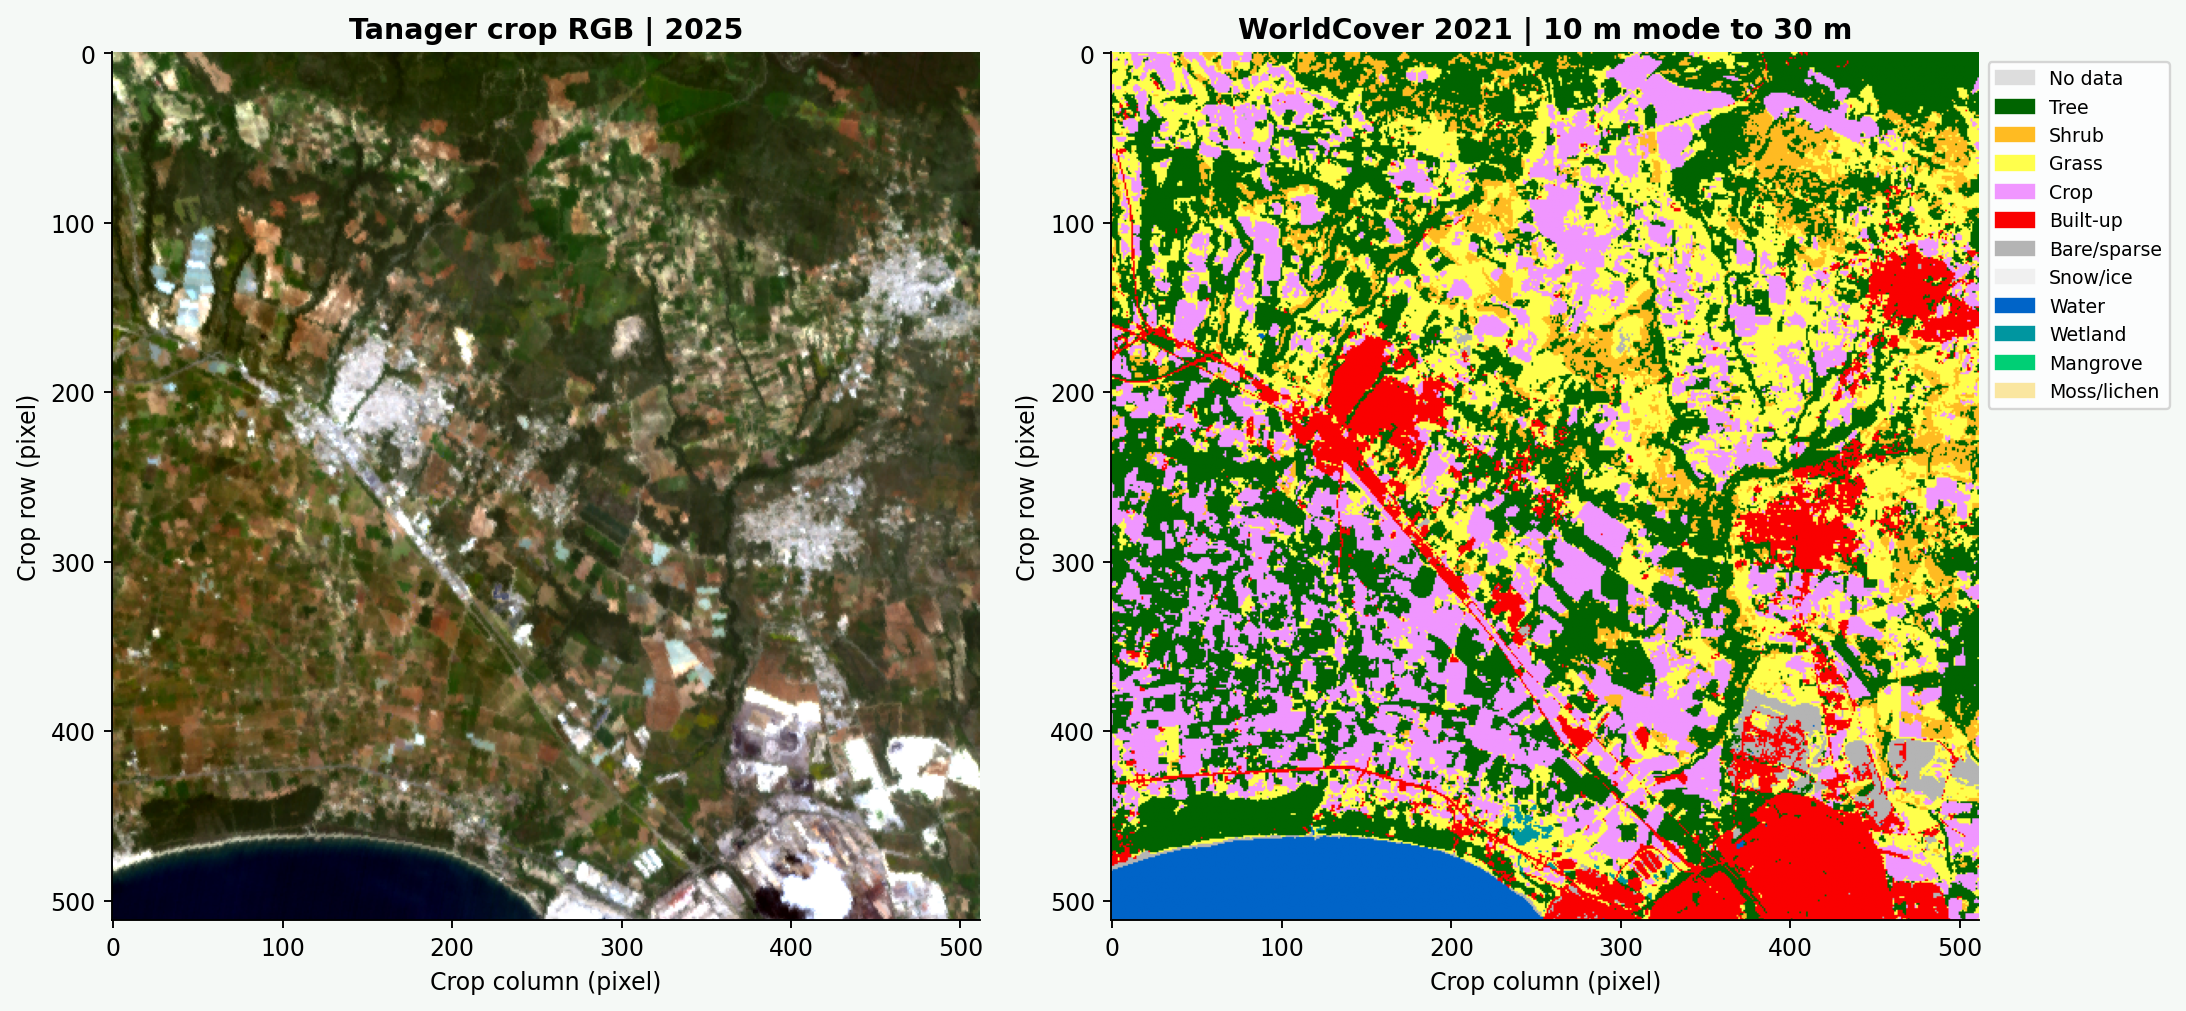 Tanager crop RGB | 2025
0
100
200
300
400
500
Crop row (pixel)
0
100
200
300
400
500
Crop column (pixel)
WorldCover 2021 | 10 m mode to 30 m
0
100
200
300
400
500
Crop row (pixel)
0
100
200
300
400
500
Crop column (pixel)
No data
Tree
Shrub
Grass
Crop
Built-up
Bare/sparse
Snow/ice
Water
Wetland
Mangrove
Moss/lichen